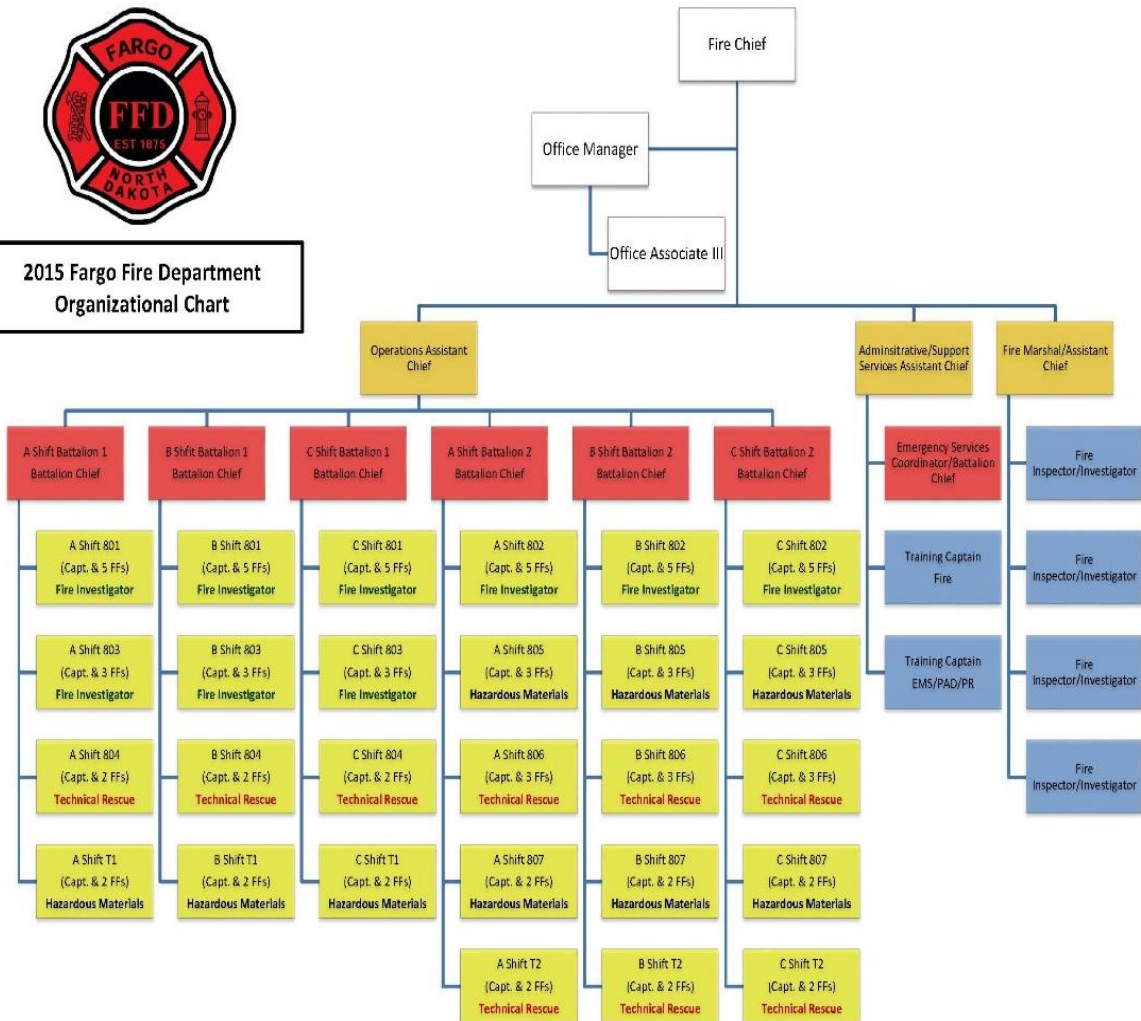 FARGO
FFD
EST 1875
NORTH
DAKOTA
2015 Fargo Fire Department
Organizational Chart
Fire Chief
Office Manager
Office Associate III
Operations Assistant
Chief
Adminsitrative/Support
Services Assistant Chief
Fire Marshal/Assistant
Chief
A Shift Battalion 1
Battalion Chief
B Shfit Battalion 1
Battalion Chief
C Shift Battalion 1
Battalion Chief
A Shift Battalion 2
Battalion Chief
B Shift Battalion 2
Battalion Chief
C Shift Battalion 2
Battalion Chief
Emergency Services
Coordinator/Battalion
Chief
Fire
Inspector/Investigator
A Shift 801
(Capt. & 5 FFs)
Fire Investigator
B Shift 801
(Capt. & 5 FFs)
Fire Investigator
C Shift 801
(Capt. & 5 FFs)
Fire Investigator
A Shift 802
(Capt. & 5 FFs)
Fire Investigator
B Shift 802
(Capt. & 5 FFs)
Fire Investigator
C Shift 802
(Capt. & 5 FFs)
Fire Investigator
Training Captain
Fire
Fire
Inspector/Investigator
A Shift 803
(Capt. & 3 FFs)
Fire Investigator
B Shift 803
(Capt. & 3 FFs)
Fire Investigator
C Shift 803
(Capt. & 3 FFs)
Fire Investigator
A Shift 805
(Capt. & 3 FFs)
Hazardous Materials
B Shift 805
(Capt. & 3 FFs)
Hazardous Materials
C Shift 805
(Capt. & 3 FFs)
Hazardous Materials
Training Captain
EMS/PAD/PR
Fire
Inspector/Investigator
A Shift 804
(Capt. & 2 FFs)
Technical Rescue
B Shift 804
(Capt. & 2 FFs)
Technical Rescue
C Shift 804
(Capt. & 2 FFs)
Technical Rescue
A Shift 806
(Capt. & 3 FFs)
Technical Rescue
B Shift 806
(Capt. & 3 FFs)
Technical Rescue
C Shift 806
(Capt. & 3 FFs)
Technical Rescue
Fire
Inspector/Investigator
A Shift T1
(Capt. & 2 FFs)
Hazardous Materials
B Shift T1
(Capt. & 2 FFs)
Hazardous Materials
C Shift T1
(Capt. & 2 FFs)
Hazardous Materials
A Shift 807
(Capt. & 2 FFs)
Hazardous Materials
B Shift 807
(Capt. & 2 FFs)
Hazardous Materials
C Shift 807
(Capt. & 2 FFs)
Hazardous Materials
A Shift T2
(Capt. & 2 FFs)
Technical Rescue
B Shift T2
(Capt. & 2 FFs)
Technical Rescue
C Shift T2
(Capt. & 2 FFs)
Technical Rescue